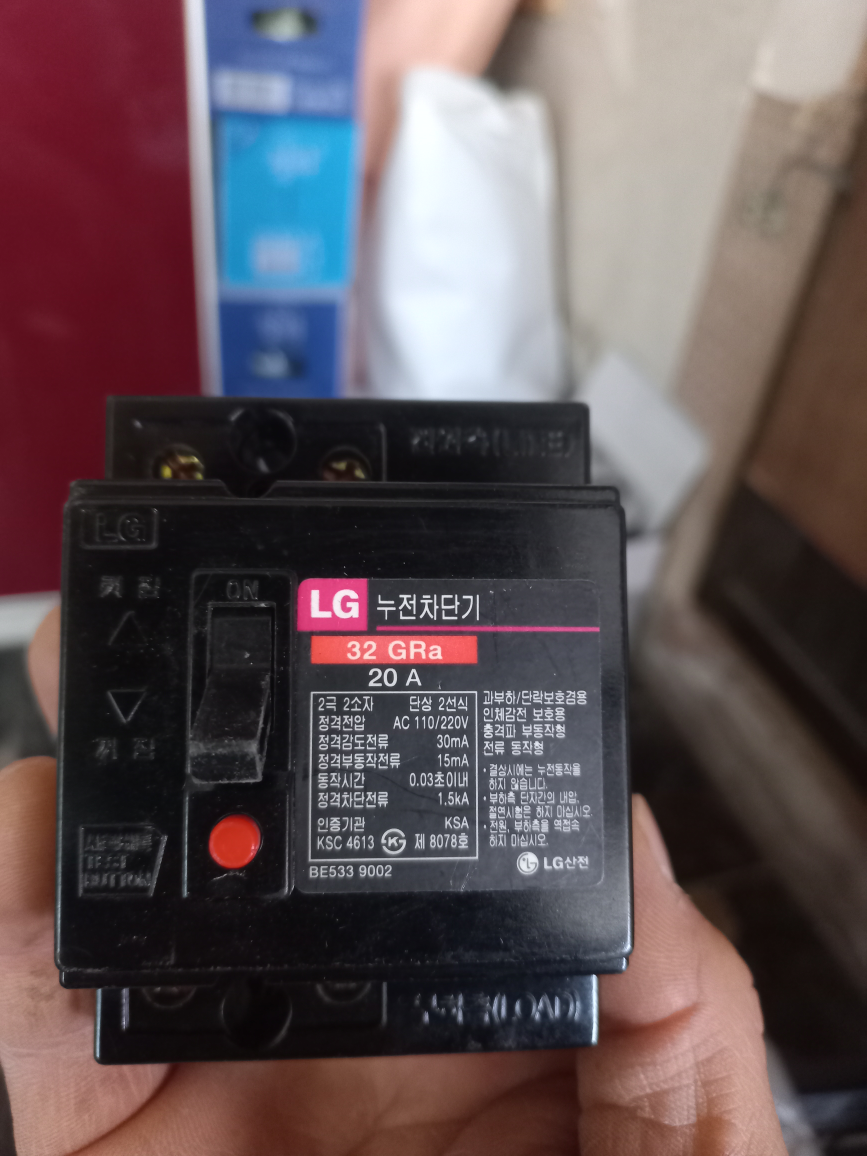 (LINE)
LG
켜 짐
ON
LG 누전차단기
32 GRa
20 A
2극 2소자 단상 2선식
정격전압 AC 110/220V
정격감도전류 30mA
정격부동작전류 15mA
동작시간 0.03초이내
정격차단전류 1.5kA
인증기관 KSA
KSC 4613 제 8078호
BE533 9002
과부하/단락보호겸용
인체감전 보호용
충격파 부동작형
전류 동작형
• 결상시에는 누전동작을
하지 않습니다.
• 부하측 단자간의 내압,
절연시험은 하지 마십시오.
• 전원, 부하측을 역접속
하지 마십시오.
LG산전
꺼 짐
TEST
BUTTON
부하측(LOAD)